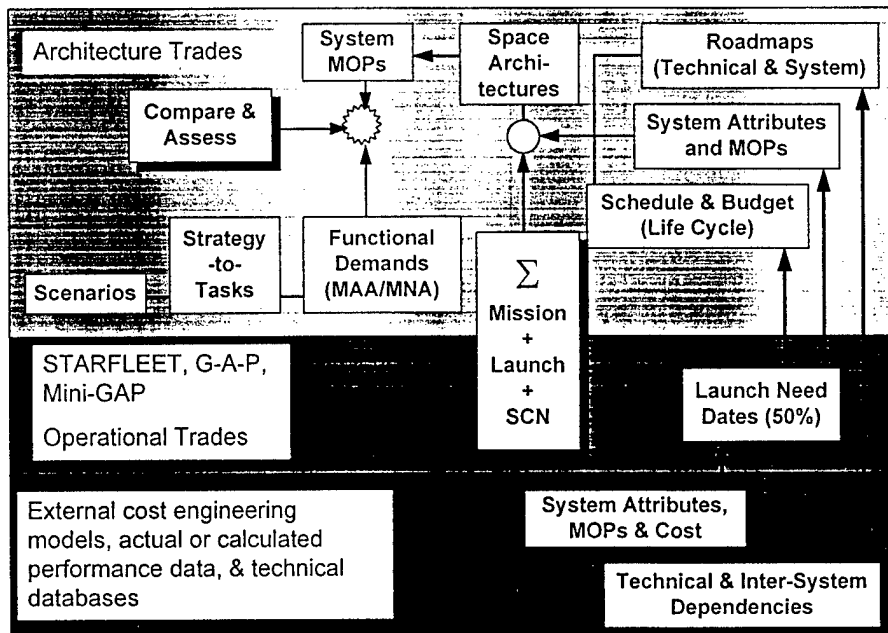 Architecture Trades
System
MOPs
Space
Archi-
tectures
Roadmaps
(Technical & System)
Compare &
Assess
System Attributes
and MOPs
Schedule & Budget
(Life Cycle)
Scenarios
Strategy
-to-
Tasks
Functional
Demands
(MAA/MNA)
Σ
Mission
+
Launch
+
SCN
STARFLEET, G-A-P,
Mini-GAP
Operational Trades
Launch Need
Dates (50%)
External cost engineering
models, actual or calculated
performance data, & technical
databases
System Attributes,
MOPs & Cost
Technical & Inter-System
Dependencies